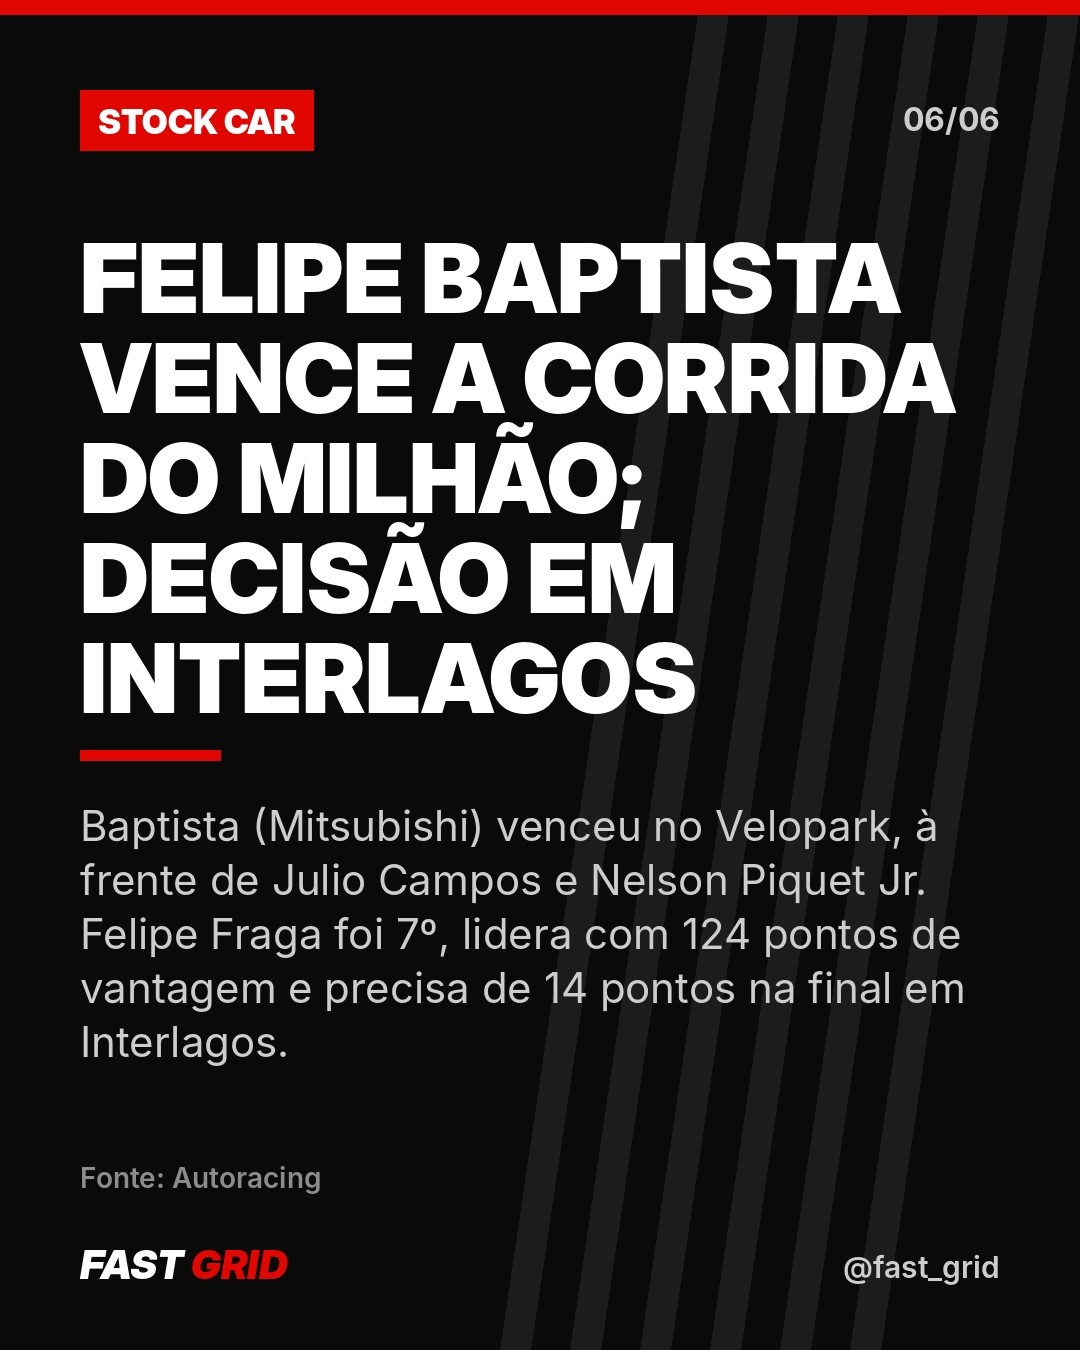 STOCK CAR
06/06
FELIPE BAPTISTA
VENCE A CORRIDA
DO MILHÃO;
DECISÃO EM
INTERLAGOS
Baptista (Mitsubishi) venceu no Velopark, à
frente de Julio Campos e Nelson Piquet Jr.
Felipe Fraga foi 7º, lidera com 124 pontos de
vantagem e precisa de 14 pontos na final em
Interlagos.
Fonte: Autoracing
FAST GRID
@fast_grid